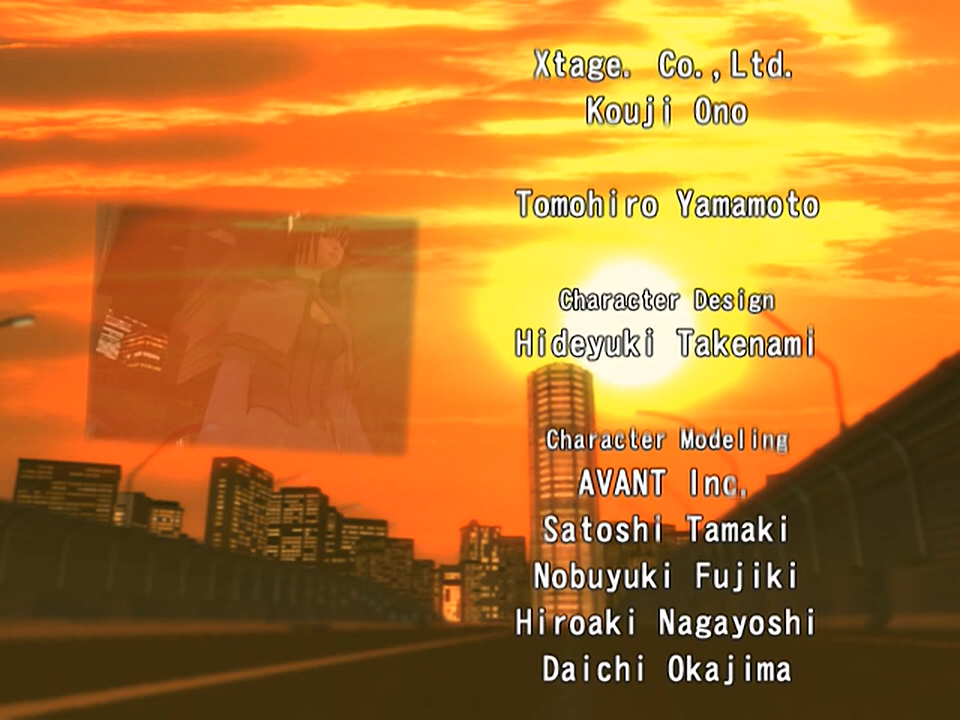 Xtage. Co.,Ltd.
Kouji Ono
Tomohiro Yamamoto
Character Design
Hideyuki Takenami
Character Modeling
AVANT Inc.
Satoshi Tamaki
Nobuyuki Fujiki
Hiroaki Nagayoshi
Daichi Okajima